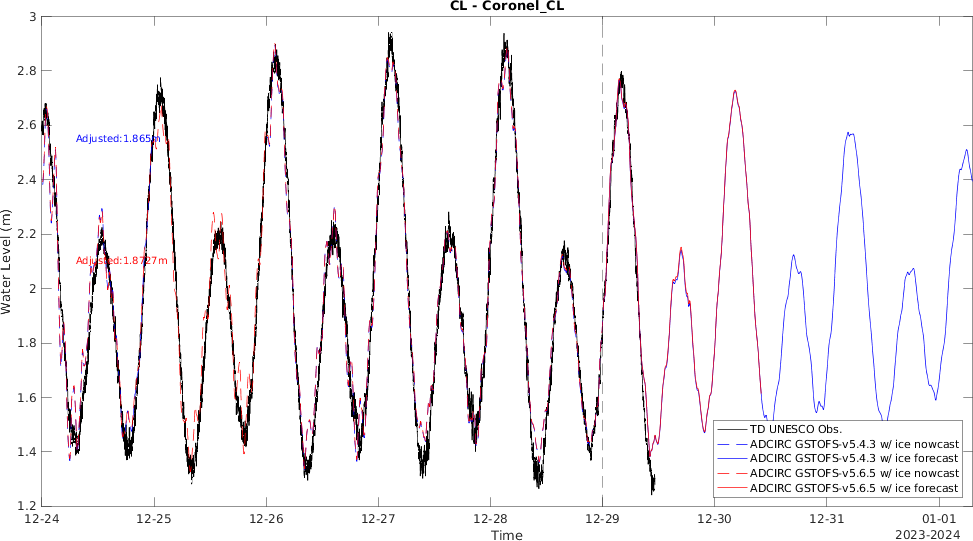 CL - Coronel_CL
3
2.8
2.6
2.4
2.2
2
1.8
1.6
1.4
1.2
Water Level (m)
Adjusted:1.865m
Adjusted:1.8727m
TD UNESCO Obs.
ADCIRC GSTOFS-v5.4.3 w/ ice nowcast
ADCIRC GSTOFS-v5.4.3 w/ ice forecast
ADCIRC GSTOFS-v5.6.5 w/ ice nowcast
ADCIRC GSTOFS-v5.6.5 w/ ice forecast
12-24 12-25 12-26 12-27 12-28 12-29 12-30 12-31 01-01
Time
2023-2024